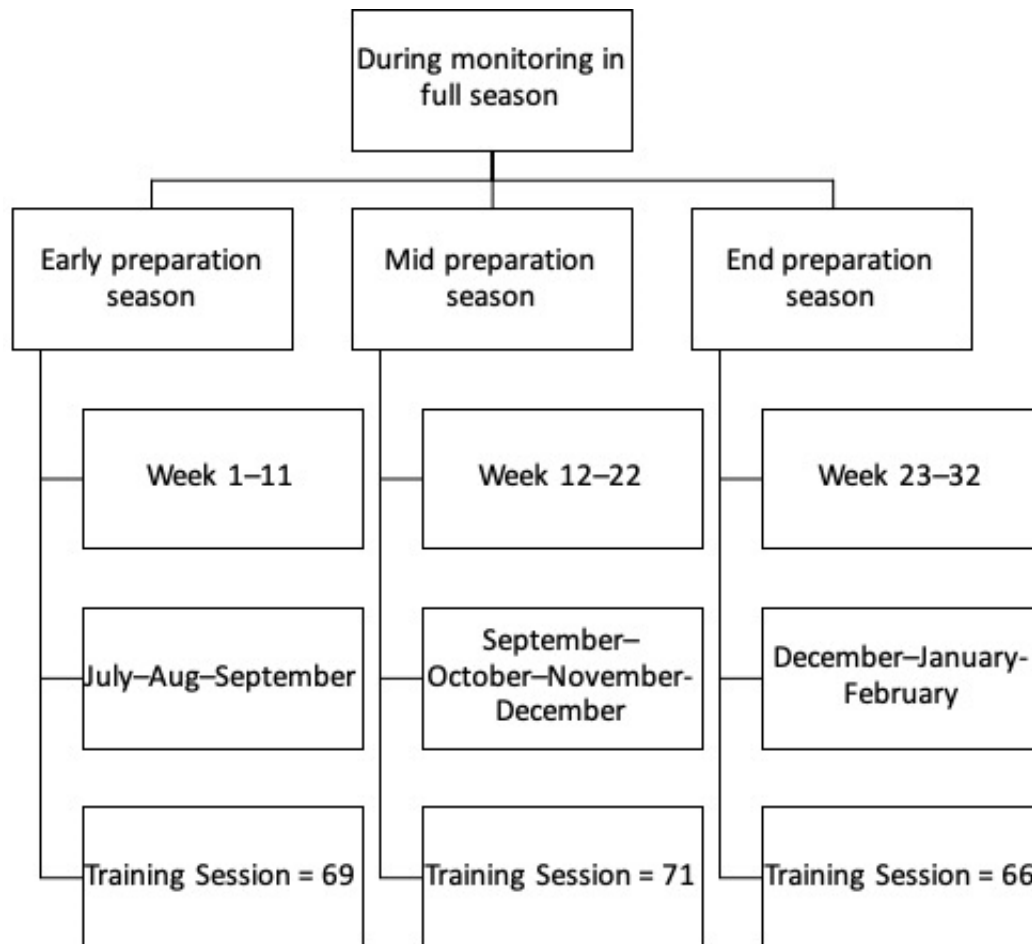 During monitoring in
full season
Early preparation
season
Mid preparation
season
End preparation
season
Week 1–11
Week 12–22
Week 23–32
July–Aug–September
September–
October–November-
December
December–January-
February
Training Session = 69
Training Session = 71
Training Session = 66